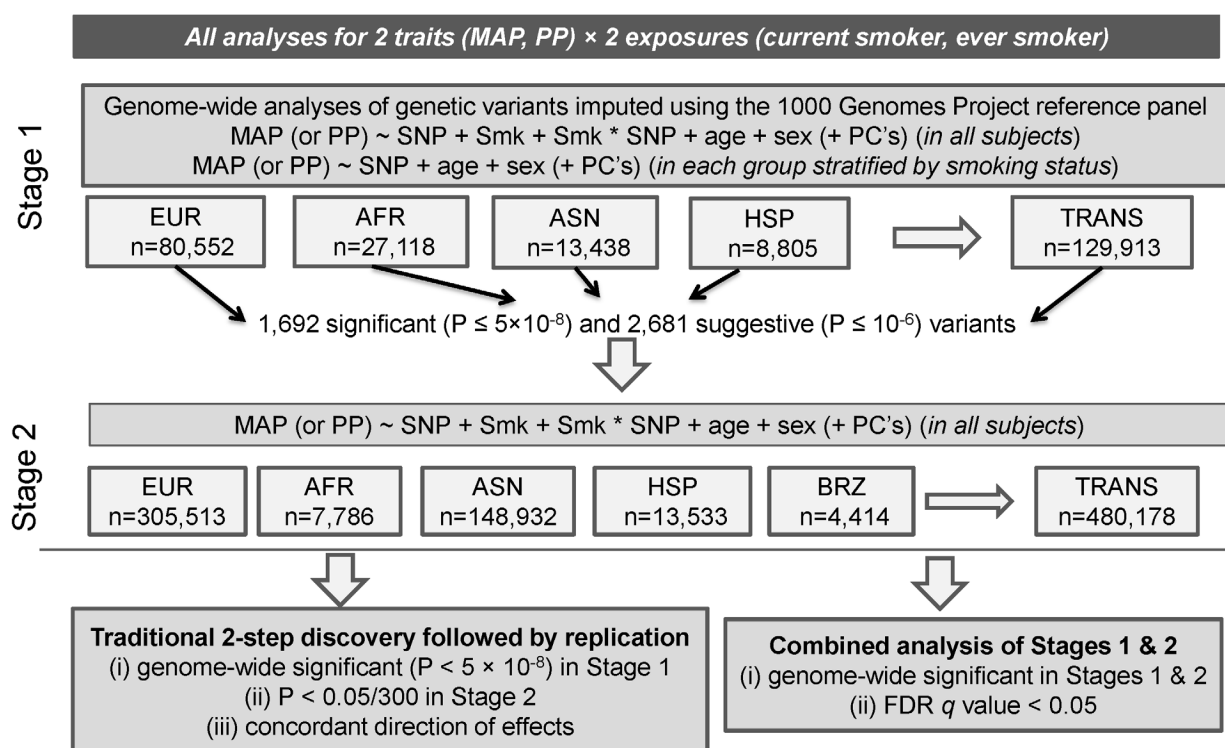 All analyses for 2 traits (MAP, PP) × 2 exposures (current smoker, ever smoker)
Stage 1
Genome-wide analyses of genetic variants imputed using the 1000 Genomes Project reference panel
MAP (or PP) ~ SNP + Smk + Smk * SNP + age + sex (+ PC's) (in all subjects)
MAP (or PP) ~ SNP + age + sex (+ PC's) (in each group stratified by smoking status)
EUR
n=80,552
AFR
n=27,118
ASN
n=13,438
HSP
n=8,805
TRANS
n=129,913
1,692 significant (P ≤ 5×10⁻⁸) and 2,681 suggestive (P ≤ 10⁻⁶) variants
Stage 2
MAP (or PP) ~ SNP + Smk + Smk * SNP + age + sex (+ PC's) (in all subjects)
EUR
n=305,513
AFR
n=7,786
ASN
n=148,932
HSP
n=13,533
BRZ
n=4,414
TRANS
n=480,178
Traditional 2-step discovery followed by replication
(i) genome-wide significant (P < 5 × 10⁻⁸) in Stage 1
(ii) P < 0.05/300 in Stage 2
(iii) concordant direction of effects
Combined analysis of Stages 1 & 2
(i) genome-wide significant in Stages 1 & 2
(ii) FDR q value < 0.05